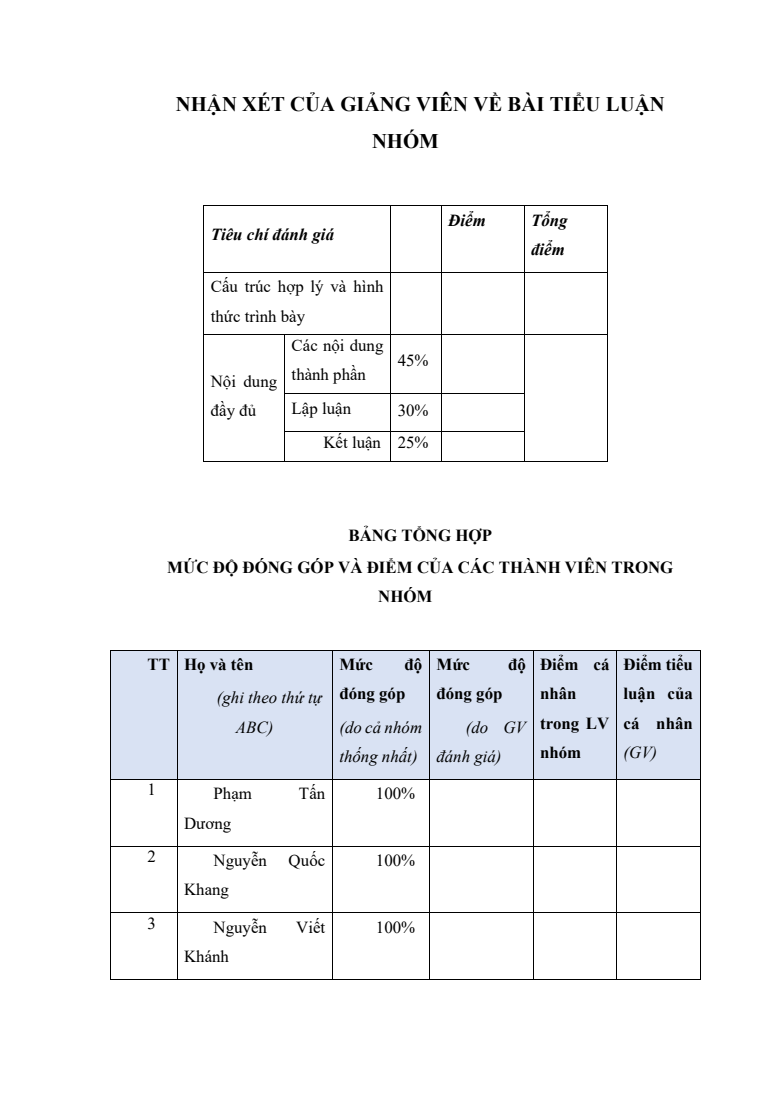 NHẬN XÉT CỦA GIẢNG VIÊN VỀ BÀI TIỂU LUẬN
NHÓM
Tiêu chí đánh giá
Điểm
Tổng
điểm
Cấu trúc hợp lý và hình
thức trình bày
Nội dung
đầy đủ
Các nội dung
thành phần
45%
Lập luận
30%
Kết luận
25%
BẢNG TỔNG HỢP
MỨC ĐỘ ĐÓNG GÓP VÀ ĐIỂM CỦA CÁC THÀNH VIÊN TRONG
NHÓM
TT
Họ và tên
(ghi theo thứ tự
ABC)
Mức độ
đóng góp
(do cả nhóm
thống nhất)
Mức độ
đóng góp
(do GV
đánh giá)
Điểm cá
nhân
trong LV
nhóm
Điểm tiểu
luận của
cá nhân
(GV)
1
Phạm Tấn
Dương
100%
2
Nguyễn Quốc
Khang
100%
3
Nguyễn Viết
Khánh
100%